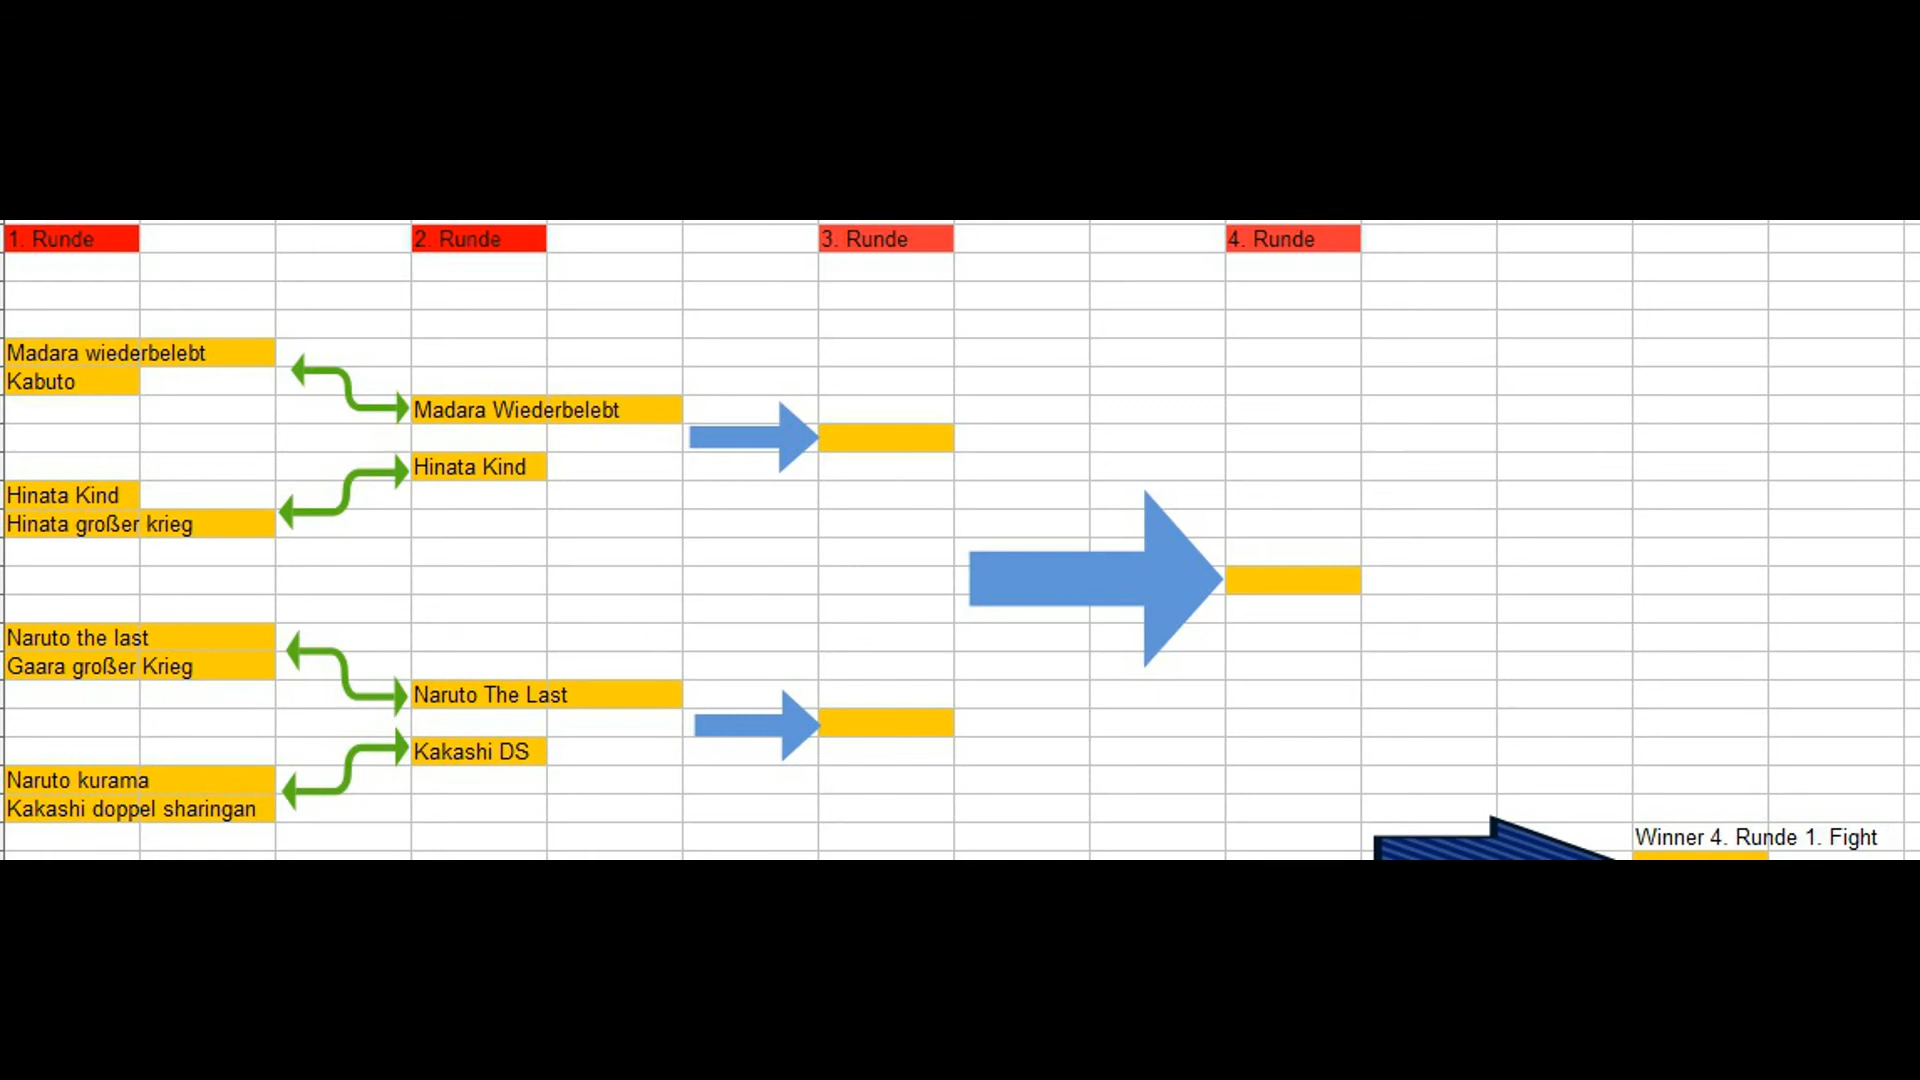 1. Runde
2. Runde
3. Runde
4. Runde
Madara wiederbelebt
Kabuto
Madara Wiederbelebt
Hinata Kind
Hinata Kind
Hinata großer krieg
Naruto the last
Gaara großer Krieg
Naruto The Last
Kakashi DS
Naruto kurama
Kakashi doppel sharingan
Winner 4. Runde 1. Fight